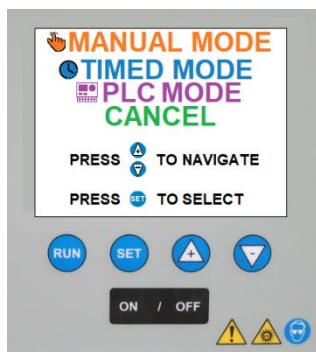 MANUAL MODE
TIMED MODE
PLC MODE
CANCEL
PRESS + - TO NAVIGATE
PRESS SET TO SELECT
RUN SET + -
ON / OFF